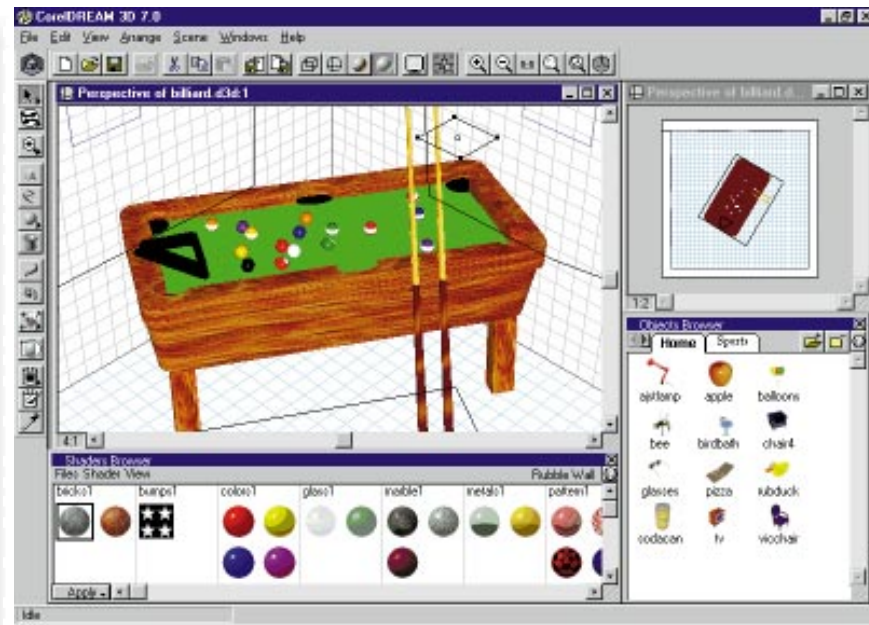 CorelDREAM 3D 7.0
File Edit View Arrange Scene Windows Help
Perspective of billiard.d3d:1
Perspective of billiard.d...
4:1
1:2
Objects Browser
Home Sports
ajstlamp apple balloons
bee birdbath chair4
glasses pizza rubduck
sodacan tv vicchair
Shaders Browser
Files Shader View Rubble Wall
bricks1 bumps1 colors1 glass1 marble1 metals1 pattern1
Apply
Idle